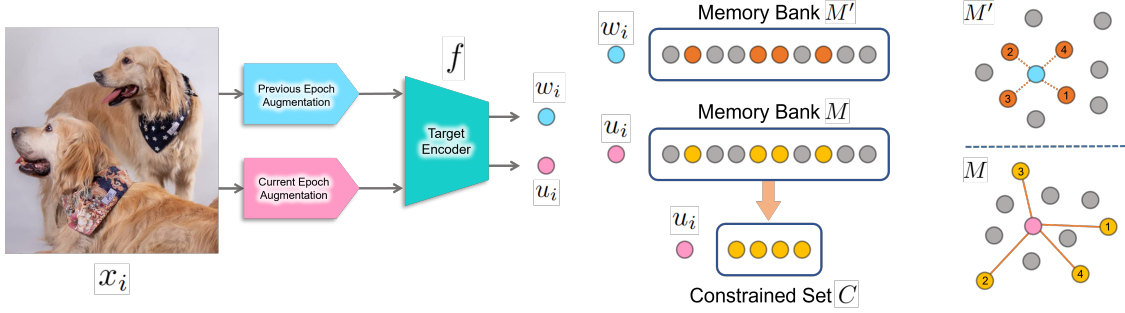 x_i
Previous Epoch
Augmentation
Current Epoch
Augmentation
f
Target
Encoder
w_i
u_i
Memory Bank M'
w_i
Memory Bank M
u_i
u_i
Constrained Set C
M'
2
4
3
1
M
3
1
2
4